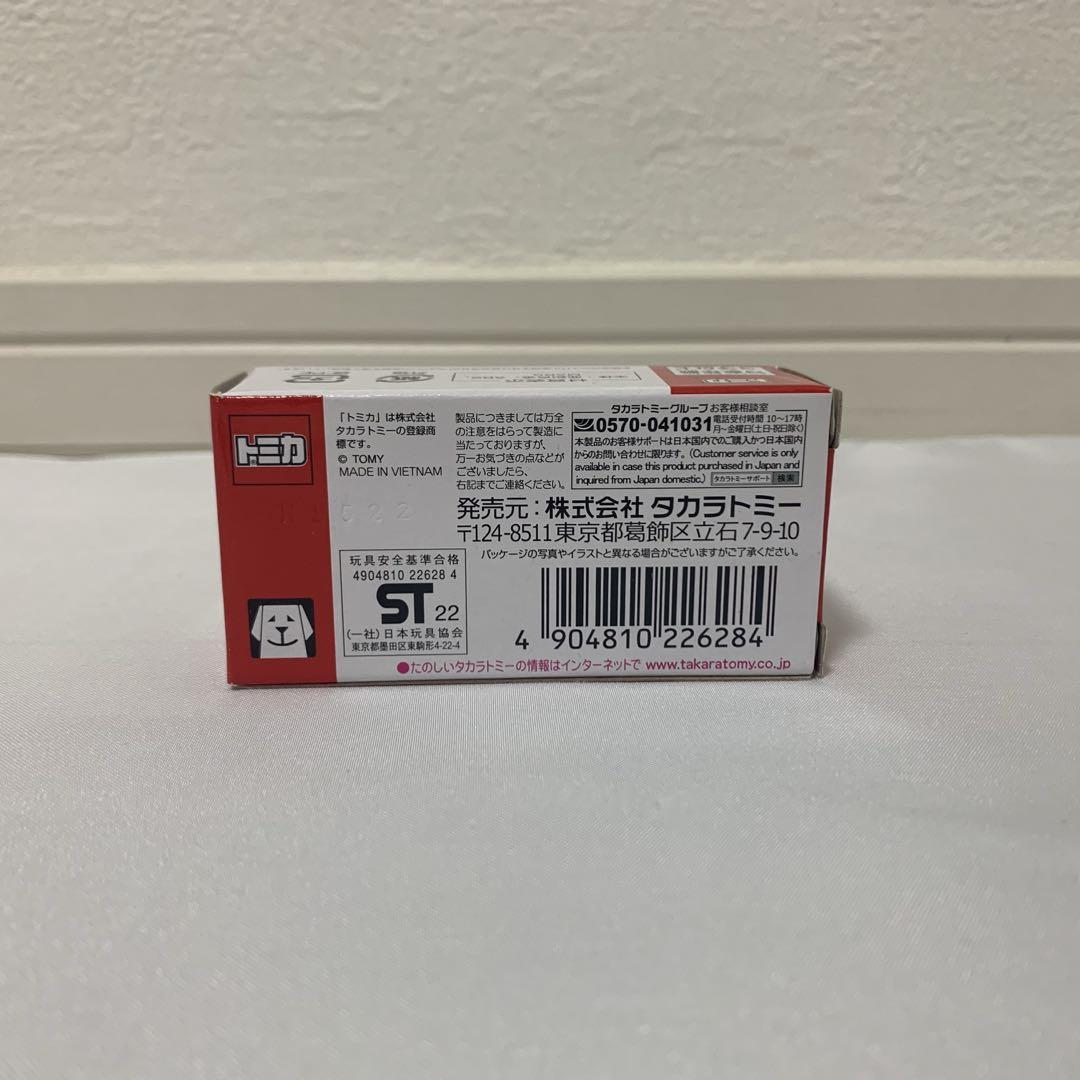 トミカ
「トミカ」は株式会社
タカラトミーの登録商
標です。
© TOMY
MADE IN VIETNAM
製品につきましては万全
の注意をはらって製造に
当たっておりますが、
万一お気づきの点などが
ございましたら、
右記までご連絡ください。
タカラトミーグループ お客様相談室
0570-041031
電話受付時間 10～17時
月～金曜日(土・日・祝日除く)
本製品のお客様サポートは日本国内でのご購入かつ日本国内
からのお問い合わせに限ります。(Customer service is only
available in case this product purchased in Japan and
inquired from Japan domestic.) タカラトミーサポート 検索
発売元：株式会社 タカラトミー
〒124-8511 東京都葛飾区立石 7-9-10
パッケージの写真やイラストと異なる場合がございますがご了承ください。
玩具安全基準合格
4904810 22628 4
ST 22
(一社)日本玩具協会
東京都墨田区東駒形4-22-4
4 904810 226284
●たのしいタカラトミーの情報はインターネットで www.takaratomy.co.jp